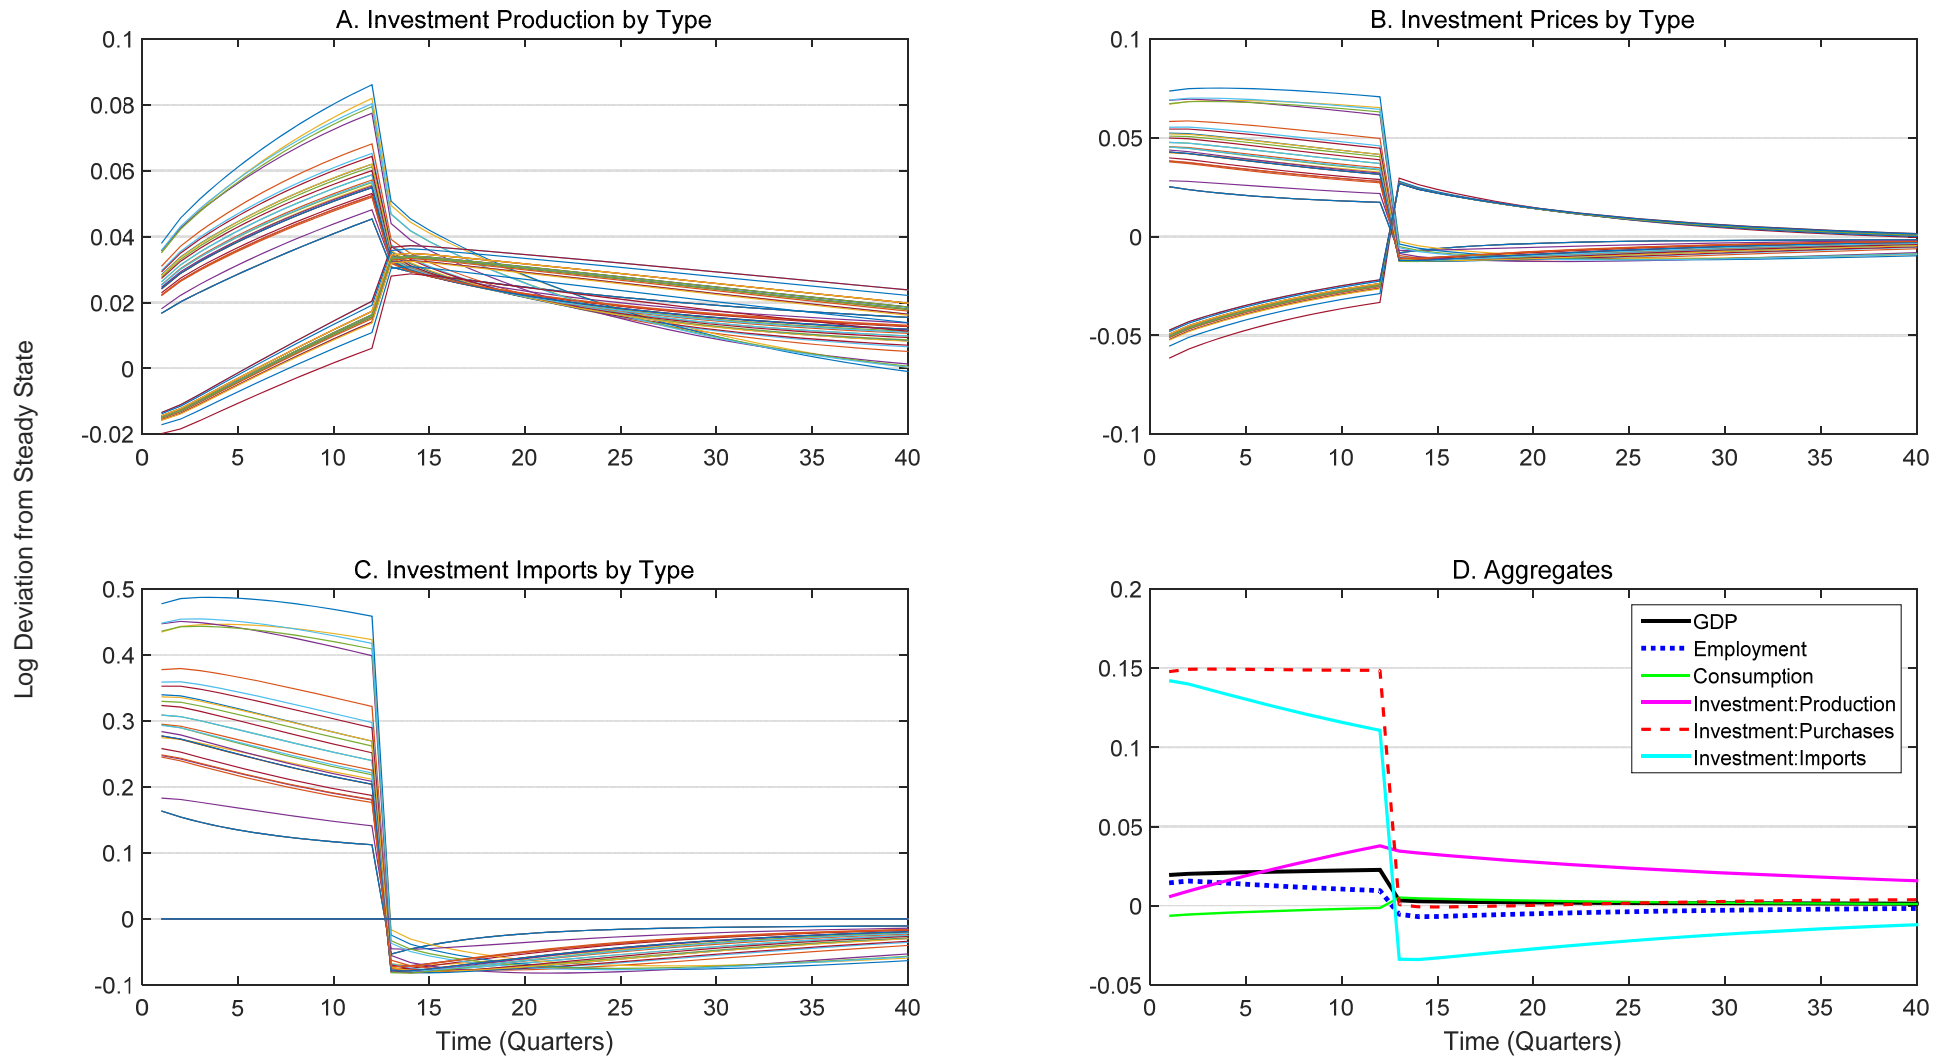 A. Investment Production by Type
0.1
0.08
0.06
0.04
0.02
0
-0.02
0 5 10 15 20 25 30 35 40
B. Investment Prices by Type
0.1
0.05
0
-0.05
-0.1
0 5 10 15 20 25 30 35 40
Log Deviation from Steady State
C. Investment Imports by Type
0.5
0.4
0.3
0.2
0.1
0
-0.1
0 5 10 15 20 25 30 35 40
Time (Quarters)
D. Aggregates
0.2
0.15
0.1
0.05
0
-0.05
0 5 10 15 20 25 30 35 40
GDP
Employment
Consumption
Investment:Production
Investment:Purchases
Investment:Imports
Time (Quarters)